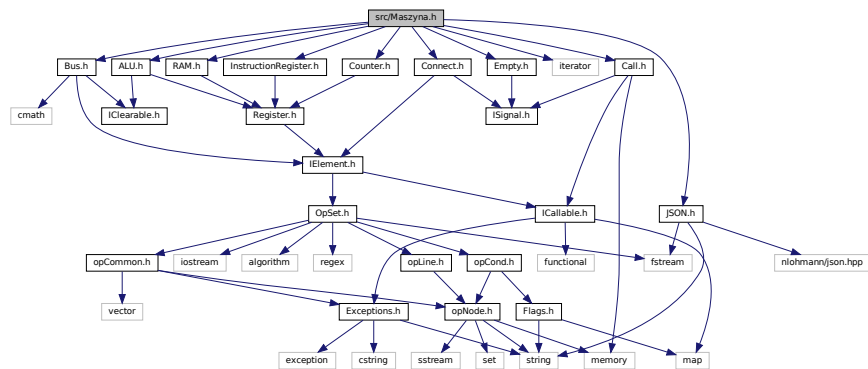 src/Maszyna.h
Bus.h
ALU.h
RAM.h
InstructionRegister.h
Counter.h
Connect.h
Empty.h
iterator
Call.h
cmath
IClearable.h
Register.h
ISignal.h
IElement.h
OpSet.h
ICallable.h
JSON.h
opCommon.h
iostream
algorithm
regex
opLine.h
opCond.h
functional
fstream
nlohmann/json.hpp
vector
Exceptions.h
opNode.h
Flags.h
exception
cstring
sstream
set
string
memory
map